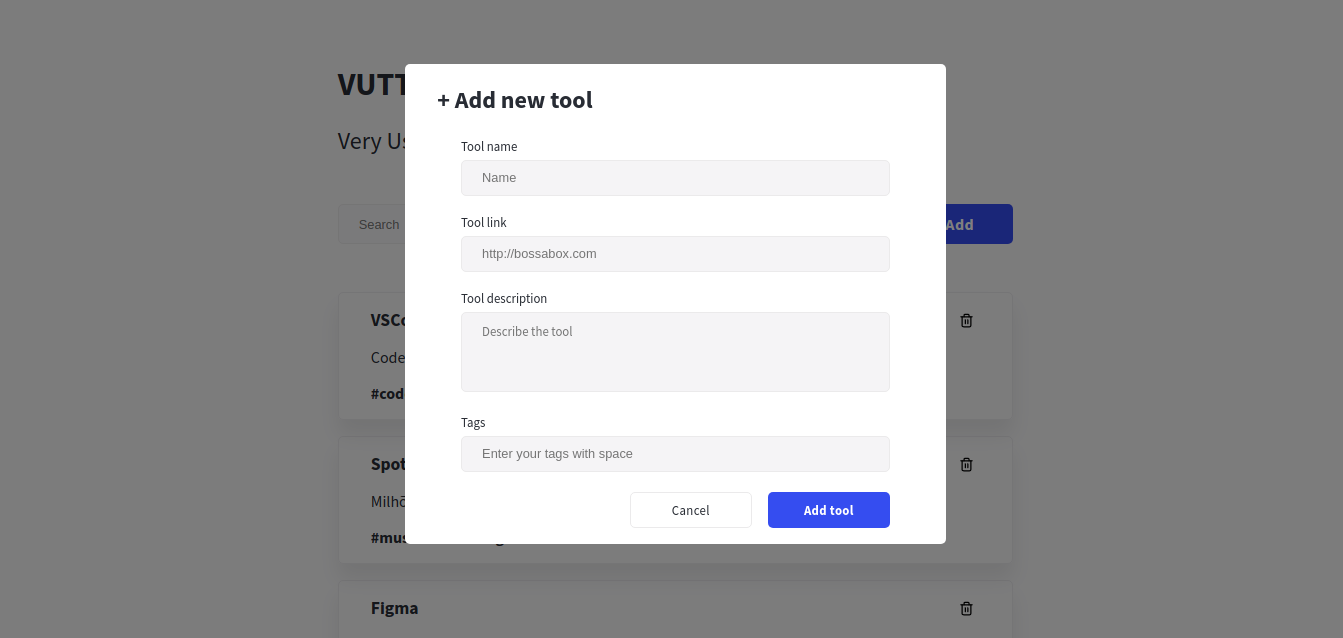 VUTT
Very Us
Search
Add
+ Add new tool
Tool name
Name
Tool link
http://bossabox.com
Tool description
Describe the tool
Tags
Enter your tags with space
Cancel
Add tool
VSCo
Code
#cod
Spot
Milhõ
#mus
Figma